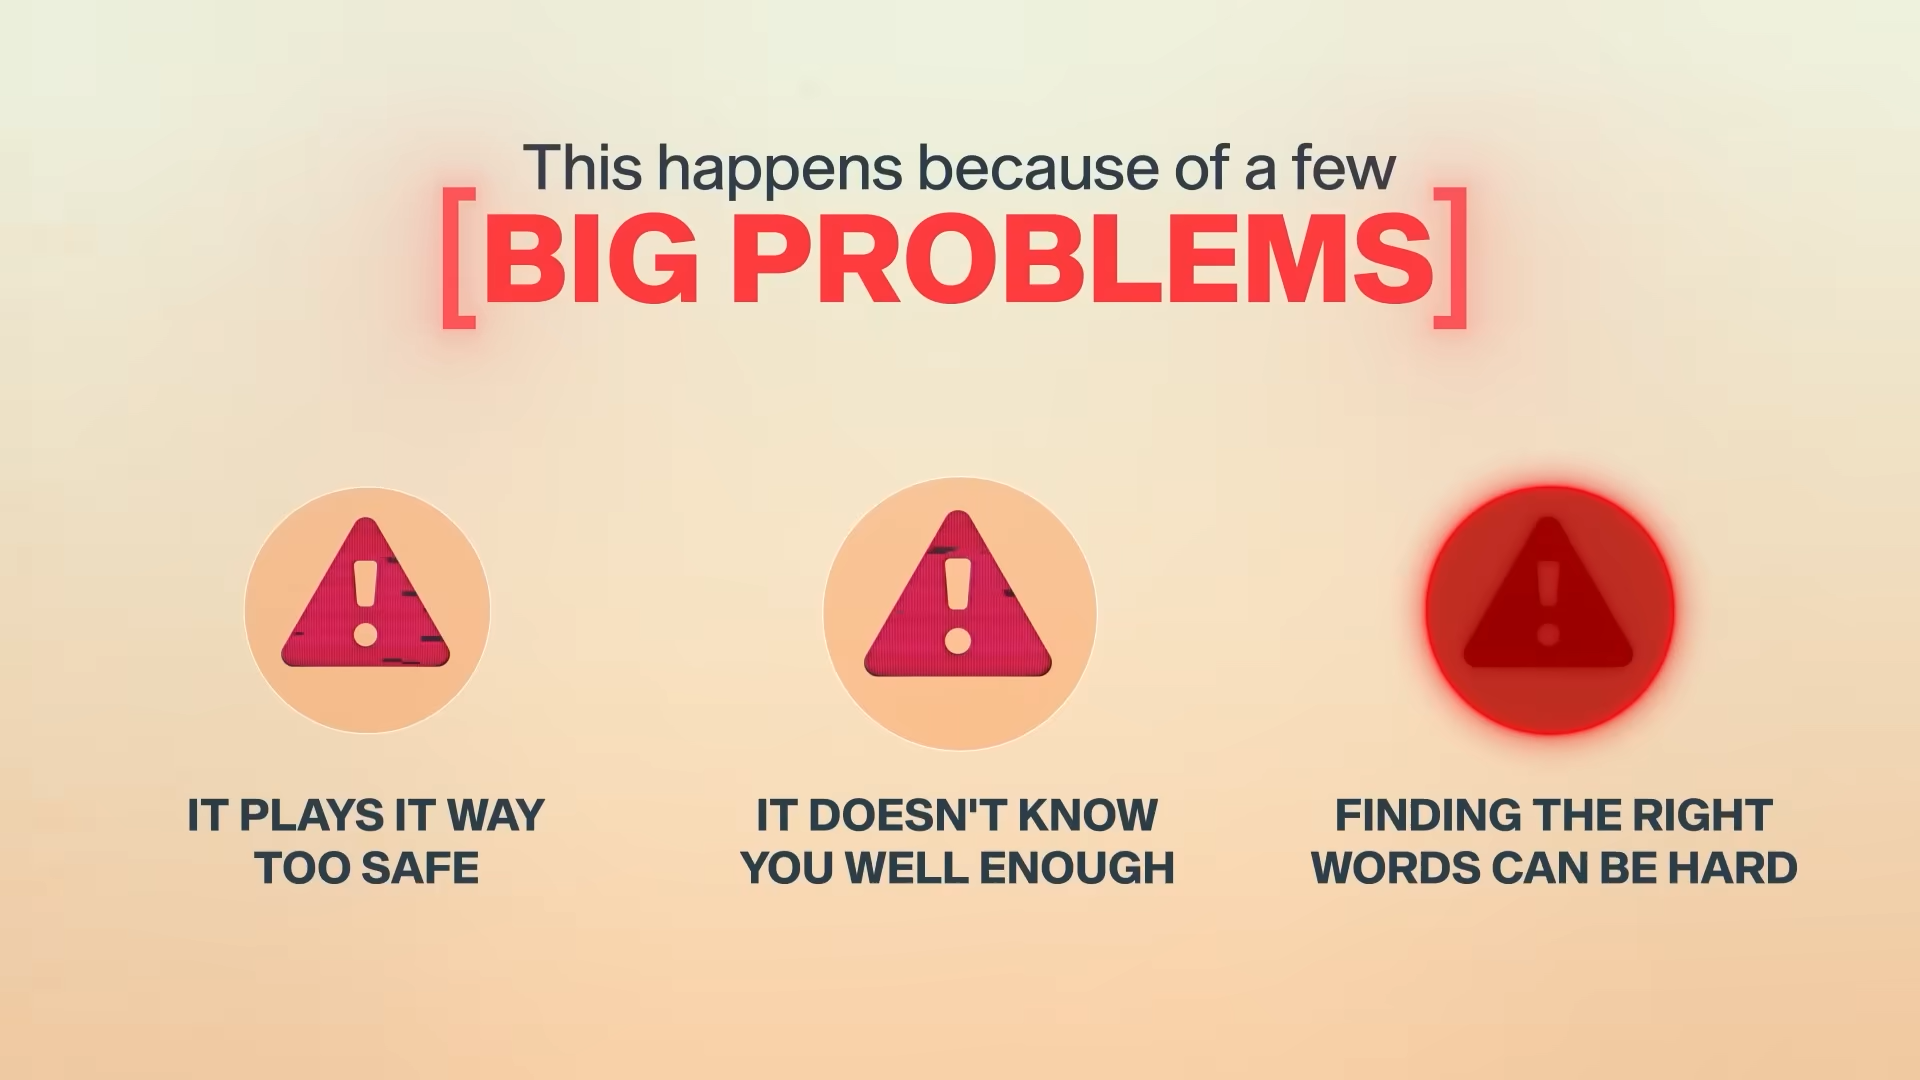 This happens because of a few
[BIG PROBLEMS]
IT PLAYS IT WAY
TOO SAFE
IT DOESN'T KNOW
YOU WELL ENOUGH
FINDING THE RIGHT
WORDS CAN BE HARD